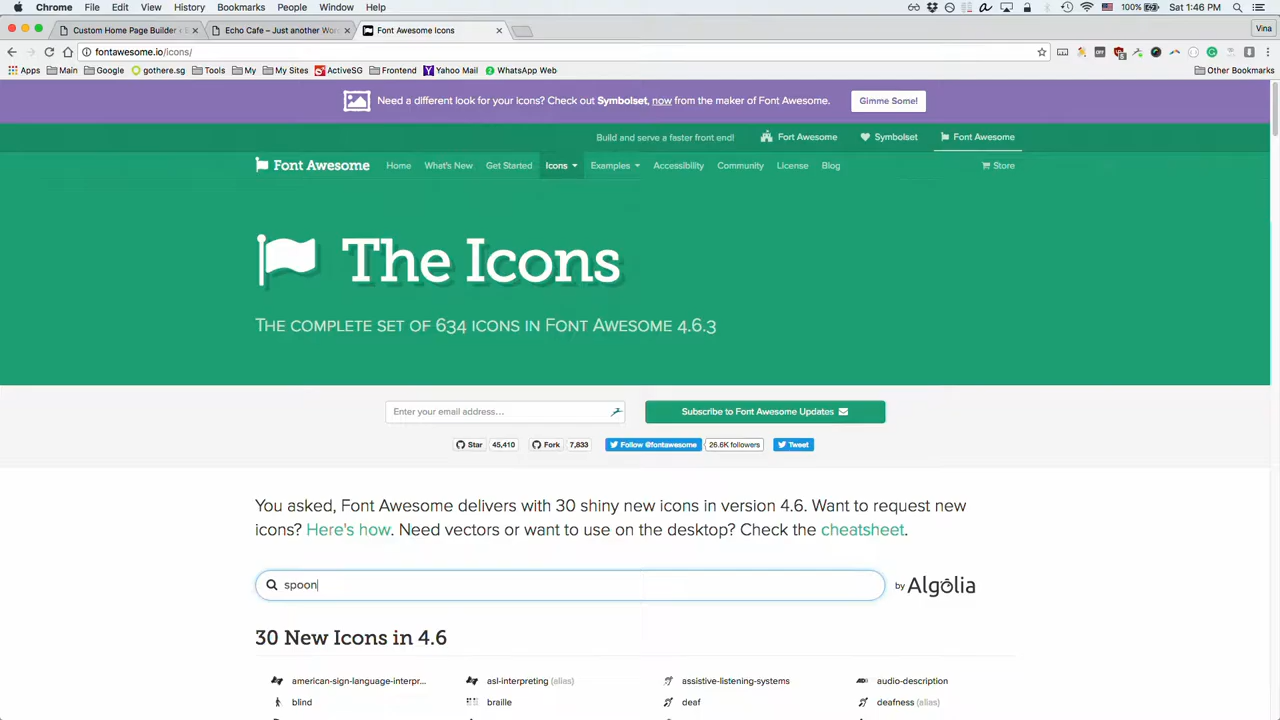 Chrome File Edit View History Bookmarks People Window Help 100% Sat 1:46 PM
Custom Home Page Builder ‹ E
Echo Cafe – Just another Wor
Font Awesome Icons
Vina
fontawesome.io/icons/
Apps Main Google gothere.sg Tools My My Sites ActiveSG Frontend Yahoo Mail WhatsApp Web Other Bookmarks
Need a different look for your icons? Check out Symbolset, now from the maker of Font Awesome. Gimme Some!
Build and serve a faster front end! Fort Awesome Symbolset Font Awesome
Font Awesome Home What's New Get Started Icons Examples Accessibility Community License Blog Store
The Icons
The complete set of 634 icons in Font Awesome 4.6.3
Enter your email address... Subscribe to Font Awesome Updates
Star 45,410 Fork 7,833 Follow @fontawesome 26.6K followers Tweet
You asked, Font Awesome delivers with 30 shiny new icons in version 4.6. Want to request new
icons? Here's how. Need vectors or want to use on the desktop? Check the cheatsheet.
spoon by Algolia
30 New Icons in 4.6
american-sign-language-interpr... asl-interpreting (alias) assistive-listening-systems audio-description
blind braille deaf deafness (alias)